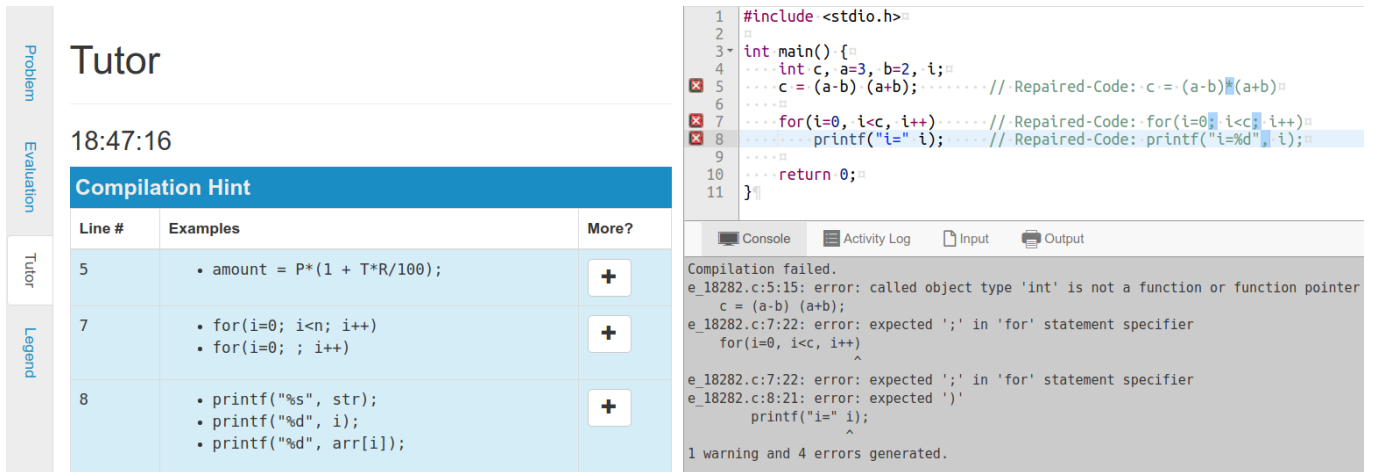 Problem
Evaluation
Tutor
Legend
Tutor
18:47:16
Compilation Hint
Line # Examples More?
5 • amount = P*(1 + T*R/100); +
7 • for(i=0; i<n; i++) +
• for(i=0; ; i++)
8 • printf("%s", str); +
• printf("%d", i);
• printf("%d", arr[i]);
1 #include <stdio.h>
2
3 int main() {
4 int c, a=3, b=2, i;
5 c = (a-b) (a+b); // Repaired-Code: c = (a-b)*(a+b)
6
7 for(i=0, i<c, i++) // Repaired-Code: for(i=0; i<c; i++)
8 printf("i=" i); // Repaired-Code: printf("i=%d", i);
9
10 return 0;
11 }
Console Activity Log Input Output
Compilation failed.
e_18282.c:5:15: error: called object type 'int' is not a function or function pointer
c = (a-b) (a+b);
e_18282.c:7:22: error: expected ';' in 'for' statement specifier
for(i=0, i<c, i++)
^
e_18282.c:7:22: error: expected ';' in 'for' statement specifier
e_18282.c:8:21: error: expected ')'
printf("i=" i);
^
1 warning and 4 errors generated.